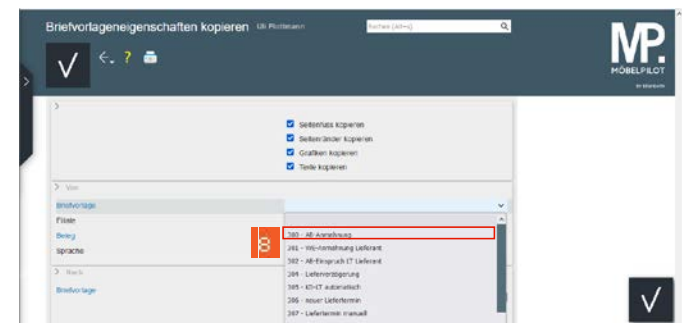 Briefvorlageneigenschaften kopieren Uli Plottmann
Suchen (Alt+s)
?
MP.
MÖBELPILOT
Seitenfuss kopieren
Seitenränder kopieren
Grafiken kopieren
Texte kopieren
Von
Briefvorlage
Filiale
Beleg
Sprache
8
300 - AB-Anmahnung
301 - WE-Anmahnung Lieferant
302 - AB-Einspruch LT Lieferant
304 - Lieferverzögerung
305 - KD-LT automatisch
306 - neuer Liefertermin
307 - Liefertermin manuell
Nach
Briefvorlage